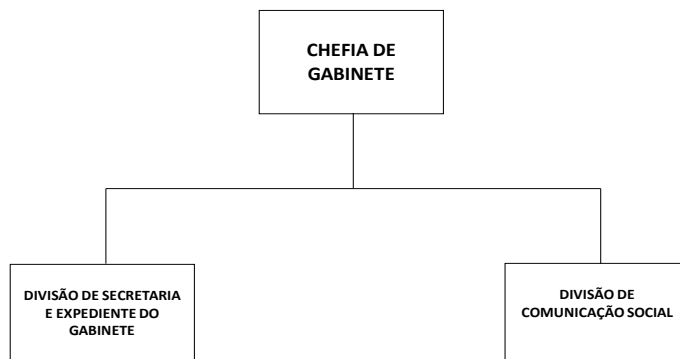 CHEFIA DE
GABINETE
DIVISÃO DE SECRETARIA
E EXPEDIENTE DO
GABINETE
DIVISÃO DE
COMUNICAÇÃO SOCIAL